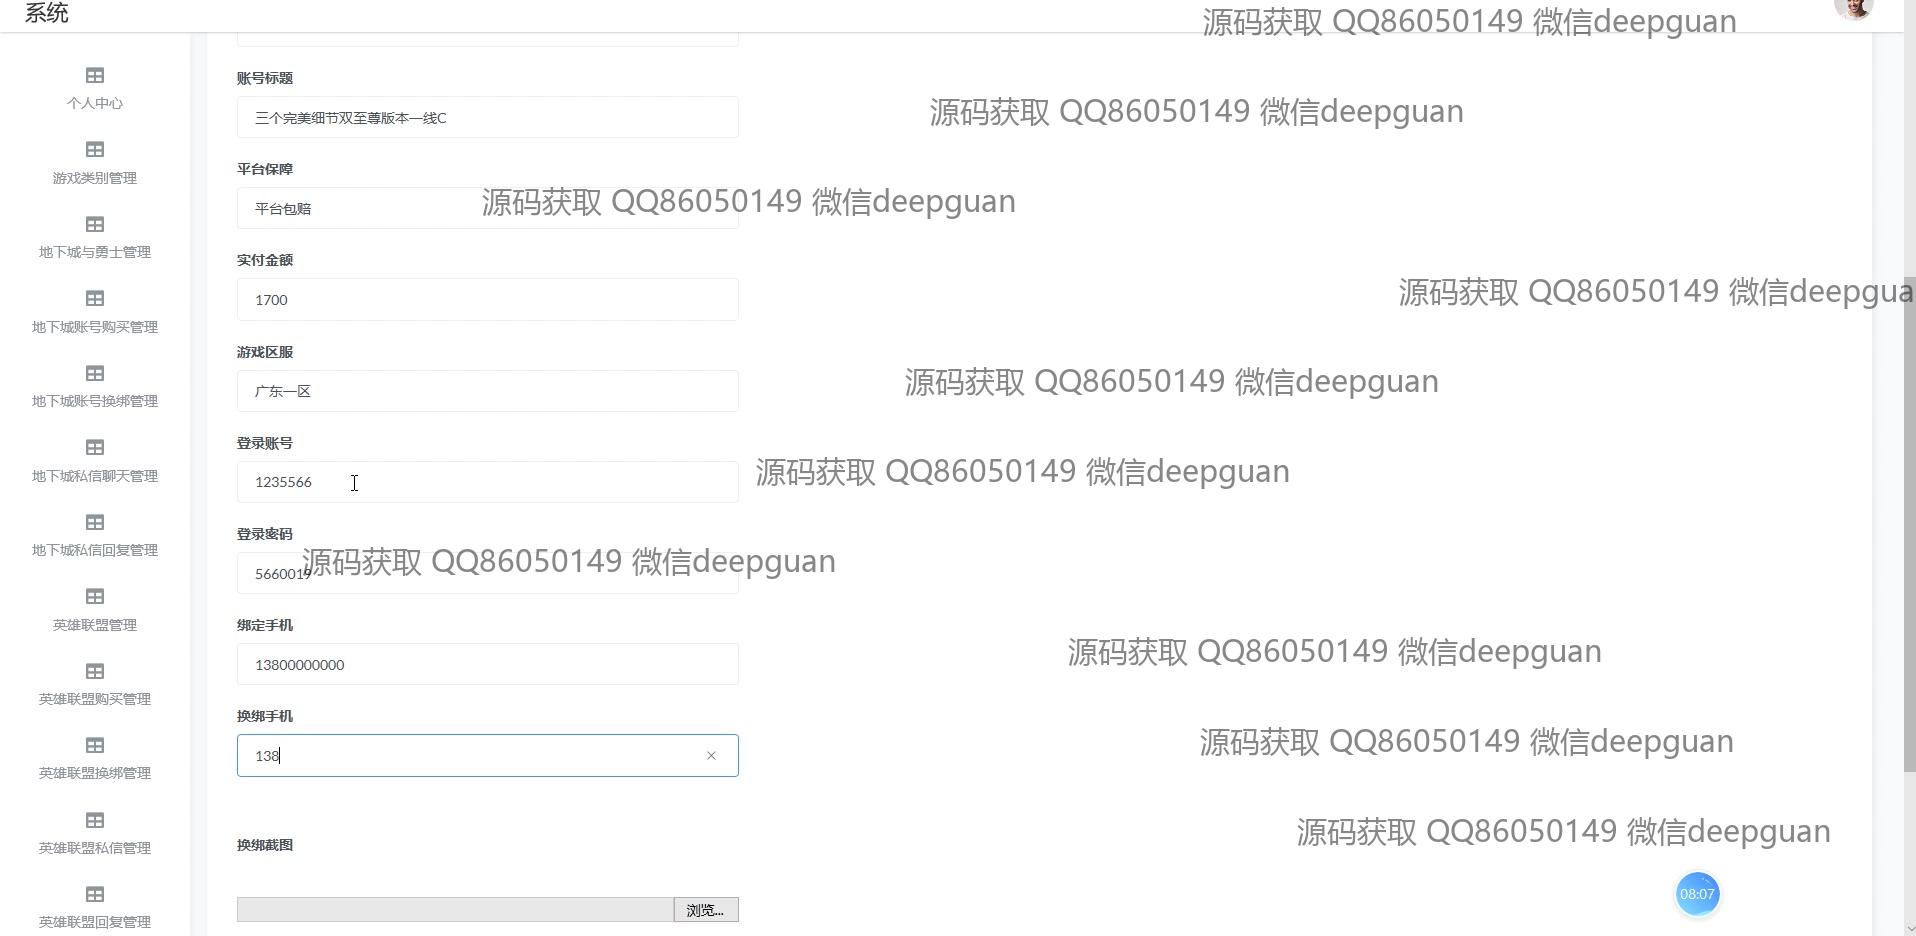 系统
源码获取 QQ86050149 微信deepguan
个人中心
游戏类别管理
地下城与勇士管理
地下城账号购买管理
地下城账号换绑管理
地下城私信聊天管理
地下城私信回复管理
英雄联盟管理
英雄联盟购买管理
英雄联盟换绑管理
英雄联盟私信管理
英雄联盟回复管理
账号标题
三个完美细节双至尊版本一线C
源码获取 QQ86050149 微信deepguan
平台保障
平台包赔
源码获取 QQ86050149 微信deepguan
实付金额
1700
源码获取 QQ86050149 微信deepgua
游戏区服
广东一区
源码获取 QQ86050149 微信deepguan
登录账号
1235566
源码获取 QQ86050149 微信deepguan
登录密码
5660019
源码获取 QQ86050149 微信deepguan
绑定手机
13800000000
源码获取 QQ86050149 微信deepguan
换绑手机
138
源码获取 QQ86050149 微信deepguan
换绑截图
源码获取 QQ86050149 微信deepguan
08:07
浏览...